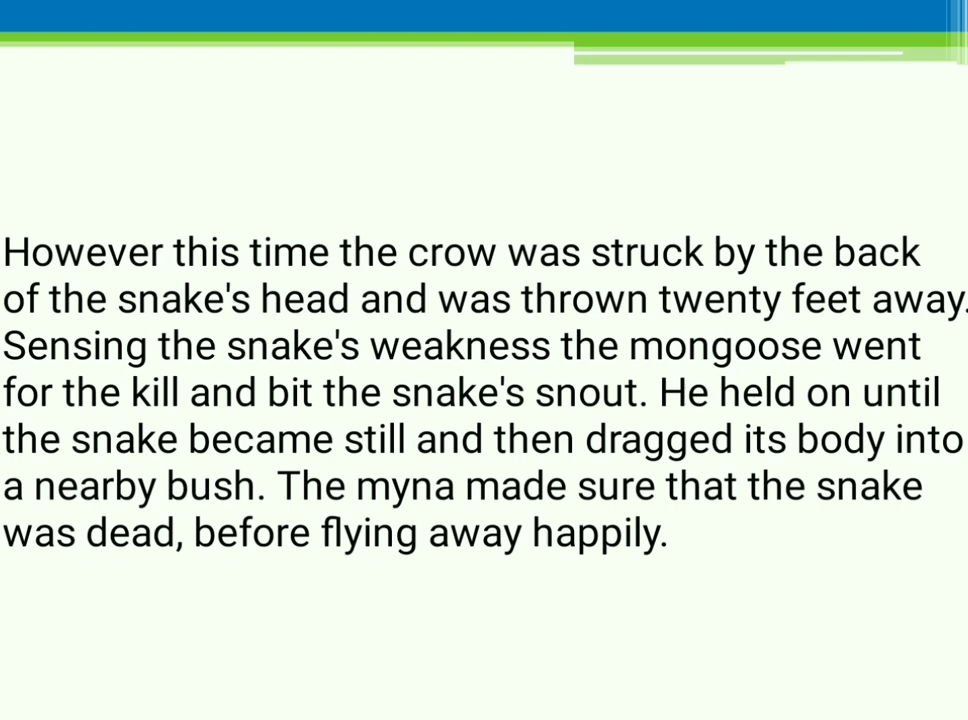 However this time the crow was struck by the back
of the snake's head and was thrown twenty feet away.
Sensing the snake's weakness the mongoose went
for the kill and bit the snake's snout. He held on until
the snake became still and then dragged its body into
a nearby bush. The myna made sure that the snake
was dead, before flying away happily.